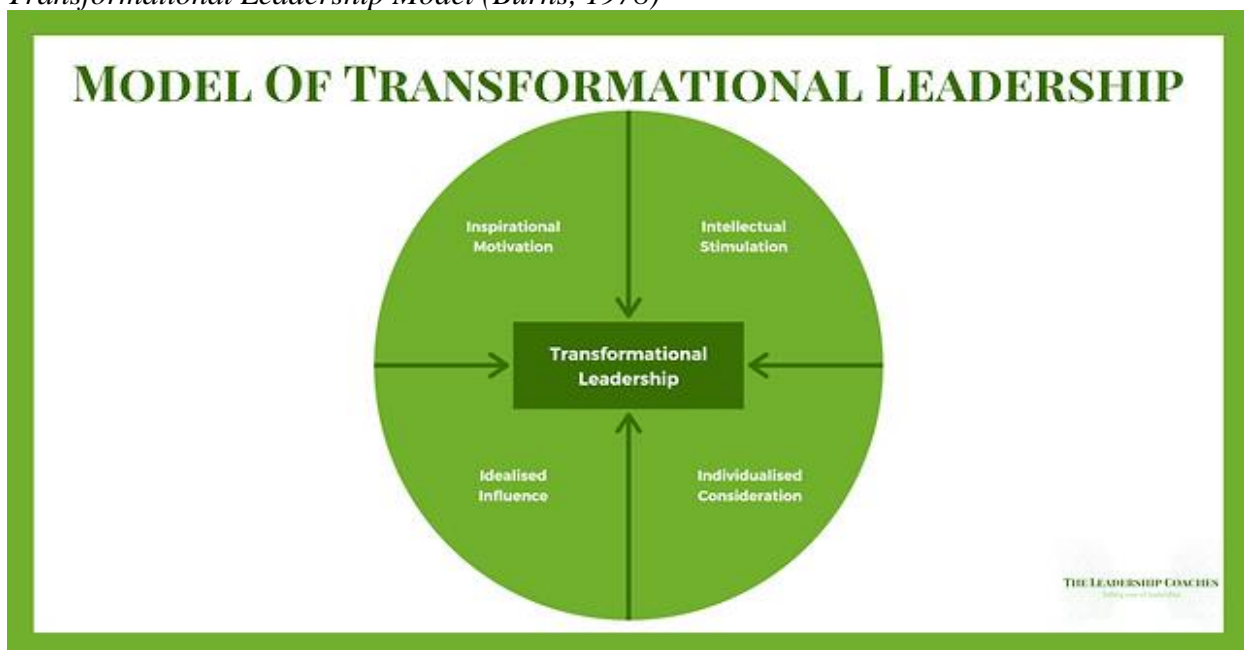 Transformational Leadership Model (Burns, 1978)
MODEL OF TRANSFORMATIONAL LEADERSHIP
Inspirational
Motivation
Intellectual
Stimulation
Transformational
Leadership
Idealised
Influence
Individualised
Consideration
THE LEADERSHIP COACHES